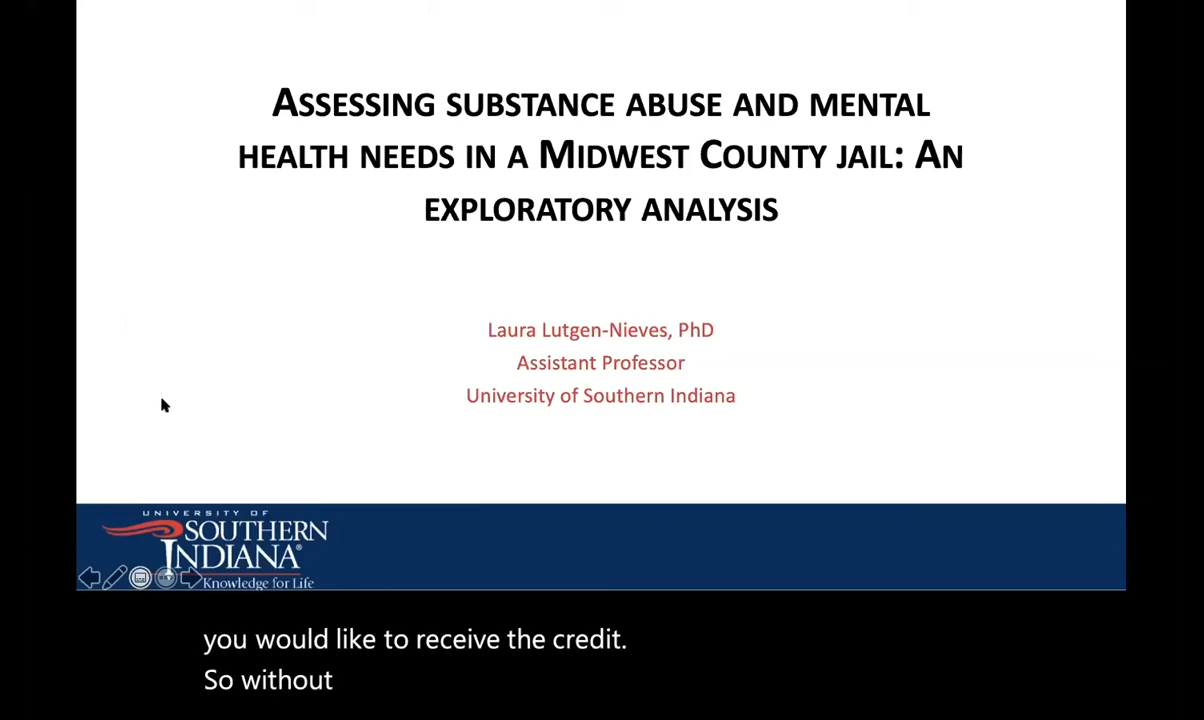 ASSESSING SUBSTANCE ABUSE AND MENTAL
HEALTH NEEDS IN A MIDWEST COUNTY JAIL: AN
EXPLORATORY ANALYSIS
Laura Lutgen-Nieves, PhD
Assistant Professor
University of Southern Indiana
UNIVERSITY OF
SOUTHERN
INDIANA®
Knowledge for Life
you would like to receive the credit.
So without